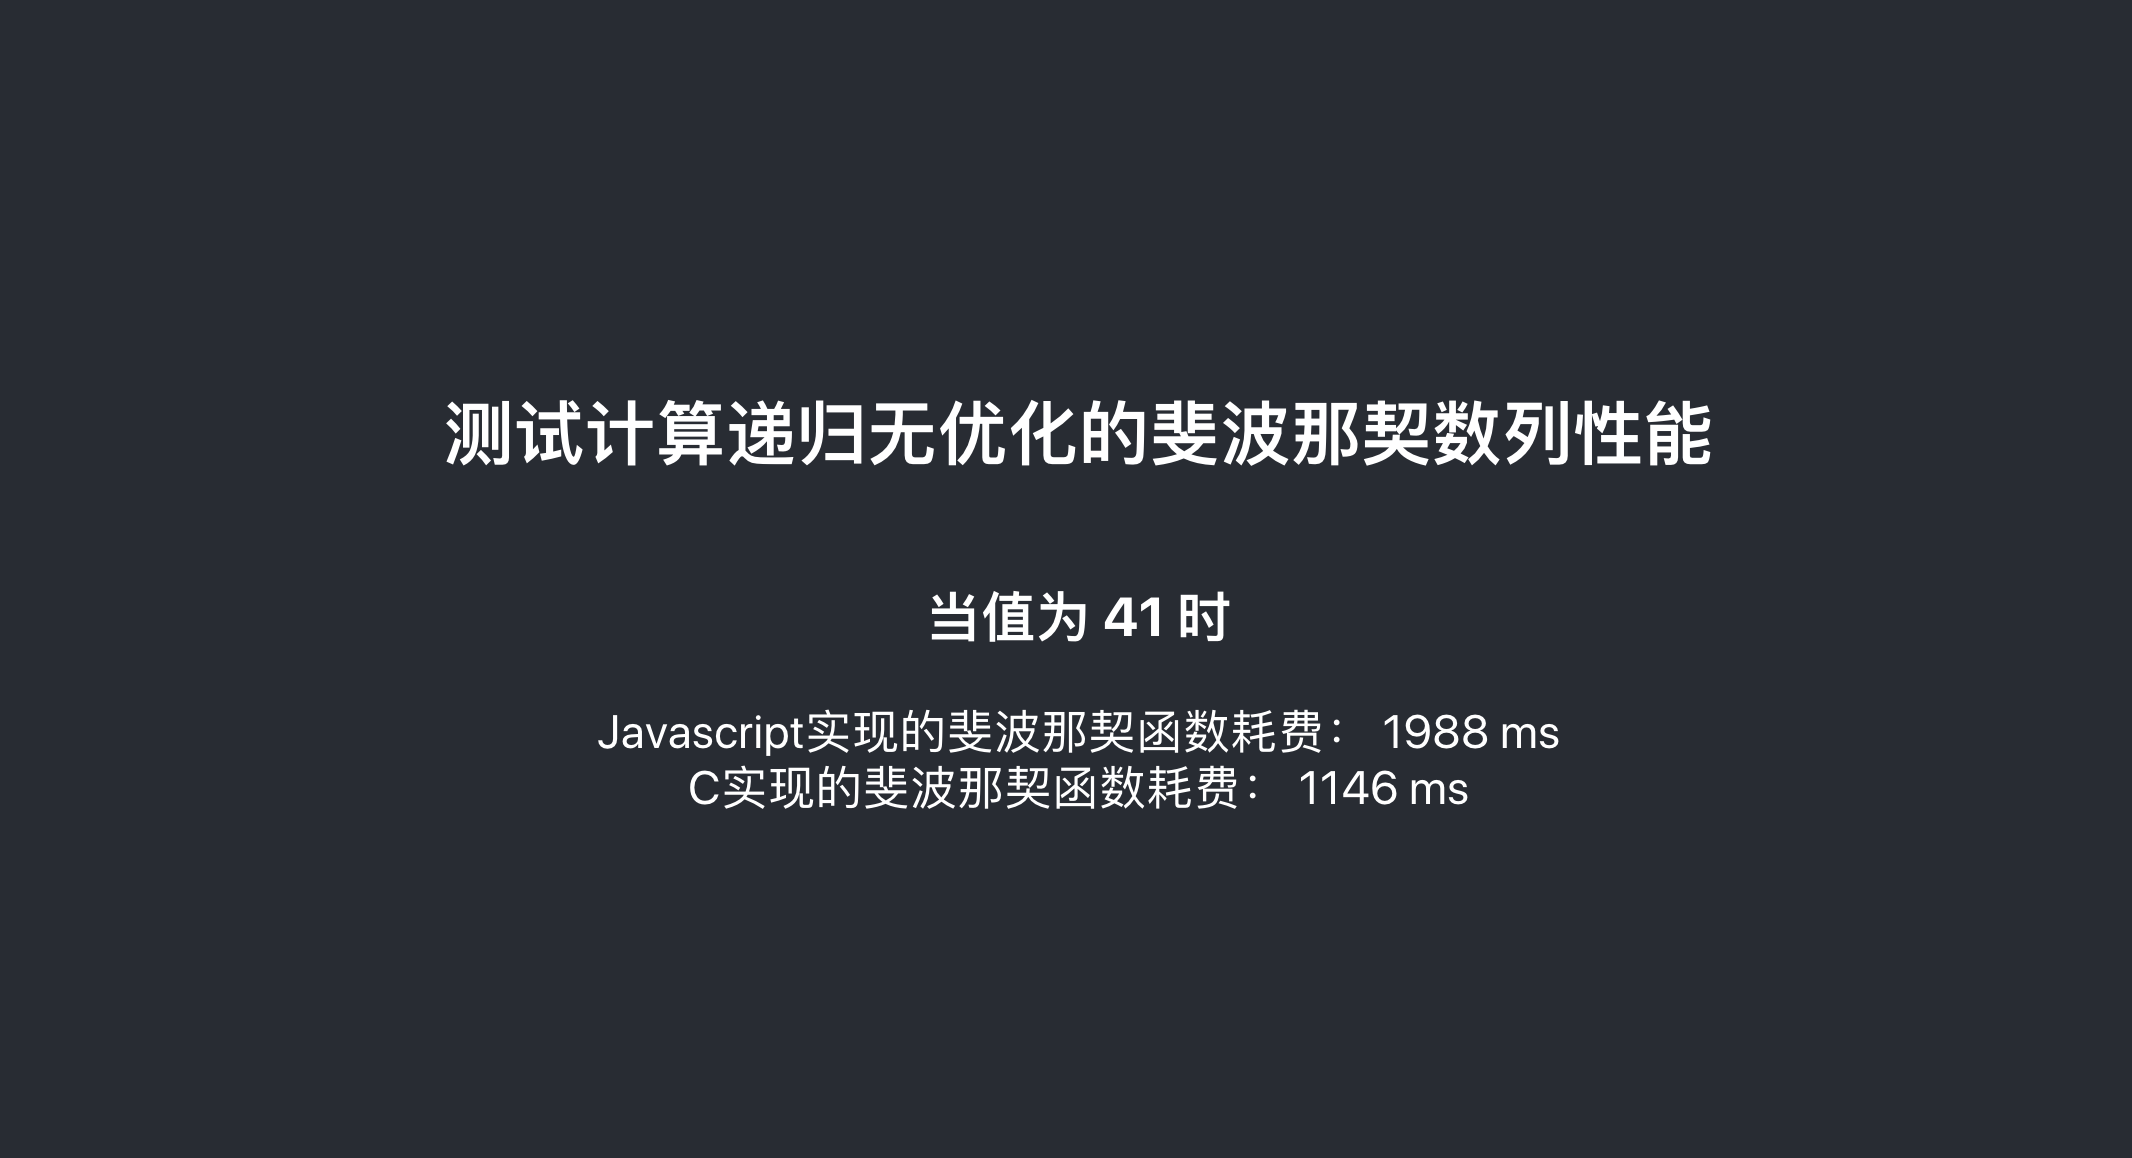 测试计算递归无优化的斐波那契数列性能
当值为 41 时
Javascript实现的斐波那契函数耗费： 1988 ms
C实现的斐波那契函数耗费： 1146 ms